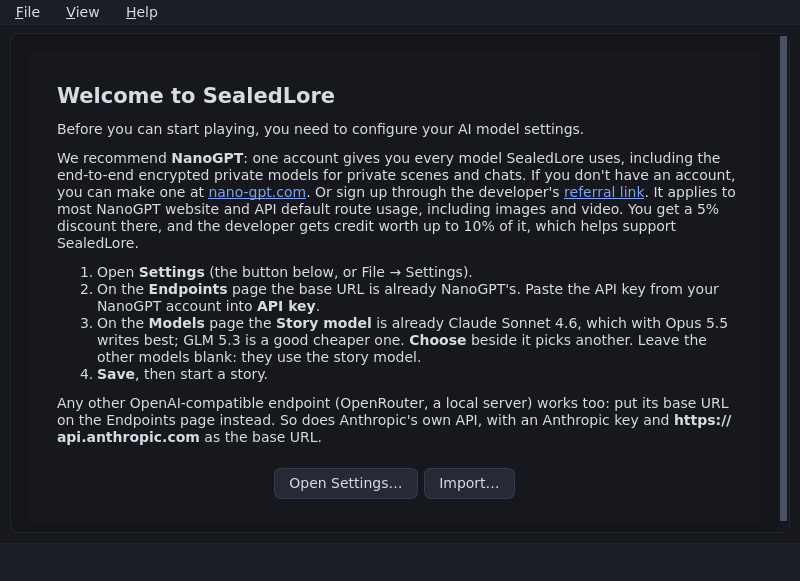 File View Help
Welcome to SealedLore
Before you can start playing, you need to configure your AI model settings.
We recommend NanoGPT: one account gives you every model SealedLore uses, including the
end-to-end encrypted private models for private scenes and chats. If you don't have an account,
you can make one at nano-gpt.com. Or sign up through the developer's referral link. It applies to
most NanoGPT website and API default route usage, including images and video. You get a 5%
discount there, and the developer gets credit worth up to 10% of it, which helps support
SealedLore.
1. Open Settings (the button below, or File → Settings).
2. On the Endpoints page the base URL is already NanoGPT's. Paste the API key from your
NanoGPT account into API key.
3. On the Models page the Story model is already Claude Sonnet 4.6, which with Opus 5.5
writes best; GLM 5.3 is a good cheaper one. Choose beside it picks another. Leave the
other models blank: they use the story model.
4. Save, then start a story.
Any other OpenAI-compatible endpoint (OpenRouter, a local server) works too: put its base URL
on the Endpoints page instead. So does Anthropic's own API, with an Anthropic key and https://
api.anthropic.com as the base URL.
Open Settings... Import...